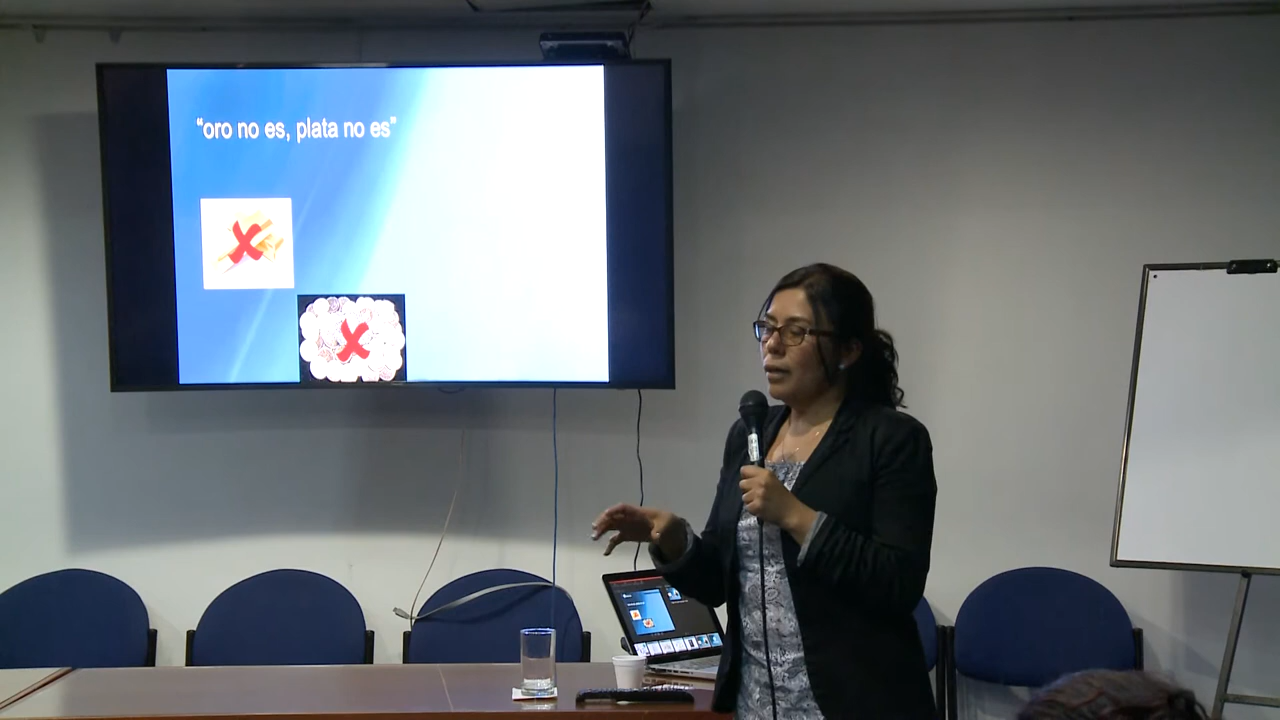 “oro no es, plata no es”